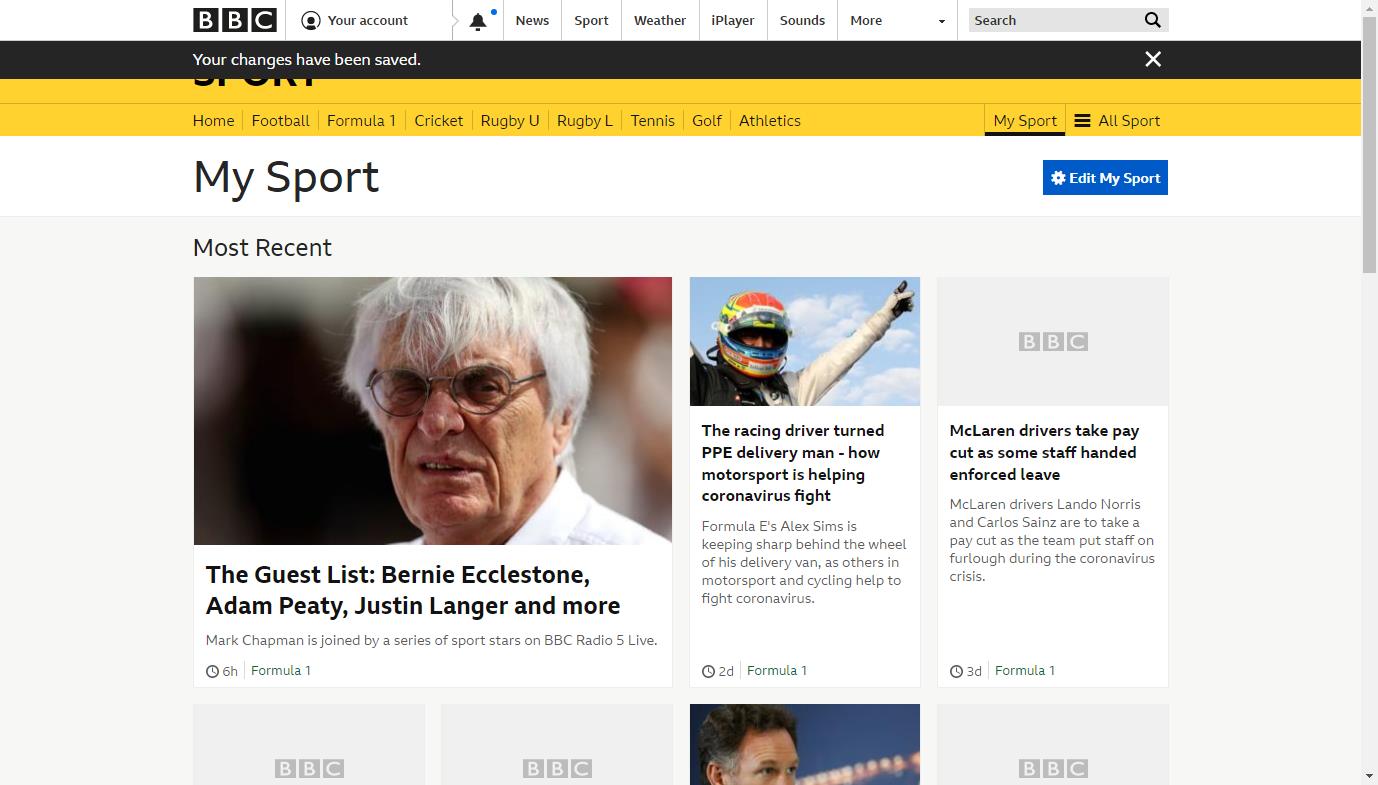 BBC
Your account
News
Sport
Weather
iPlayer
Sounds
More
Search
Your changes have been saved.
SPORT
Home
Football
Formula 1
Cricket
Rugby U
Rugby L
Tennis
Golf
Athletics
My Sport
All Sport
My Sport
Edit My Sport
Most Recent
The Guest List: Bernie Ecclestone,
Adam Peaty, Justin Langer and more
Mark Chapman is joined by a series of sport stars on BBC Radio 5 Live.
6h
Formula 1
The racing driver turned
PPE delivery man - how
motorsport is helping
coronavirus fight
Formula E's Alex Sims is
keeping sharp behind the wheel
of his delivery van, as others in
motorsport and cycling help to
fight coronavirus.
2d
Formula 1
BBC
McLaren drivers take pay
cut as some staff handed
enforced leave
McLaren drivers Lando Norris
and Carlos Sainz are to take a
pay cut as the team put staff on
furlough during the coronavirus
crisis.
3d
Formula 1
BBC
BBC
BBC